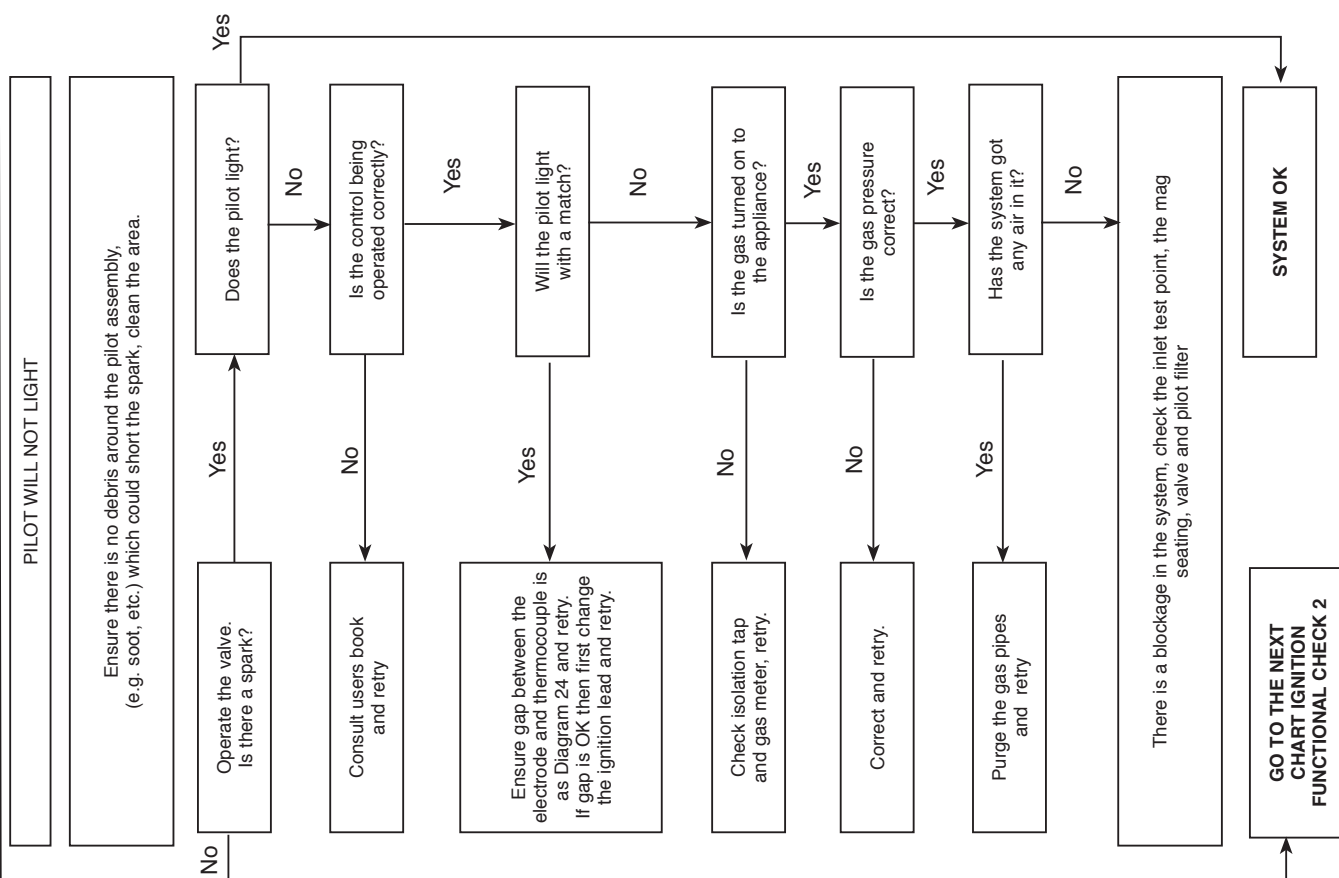 PILOT WILL NOT LIGHT
Ensure there is no debris around the pilot assembly,
(e.g. soot, etc.) which could short the spark, clean the area.
No
Operate the valve.
Is there a spark?
Yes
Does the pilot light?
Yes
No
Is the control being
operated correctly?
No
Consult users book
and retry
Yes
Will the pilot light
with a match?
Yes
Ensure gap between the
electrode and thermocouple is
as Diagram 24 and retry.
If gap is OK then first change
the ignition lead and retry.
No
Is the gas turned on to
the appliance?
No
Check isolation tap
and gas meter, retry.
Yes
Is the gas pressure
correct?
No
Correct and retry.
Yes
Has the system got
any air in it?
Yes
Purge the gas pipes
and retry
No
There is a blockage in the system, check the inlet test point, the mag
seating, valve and pilot filter
GO TO THE NEXT
CHART IGNITION
FUNCTIONAL CHECK 2
SYSTEM OK